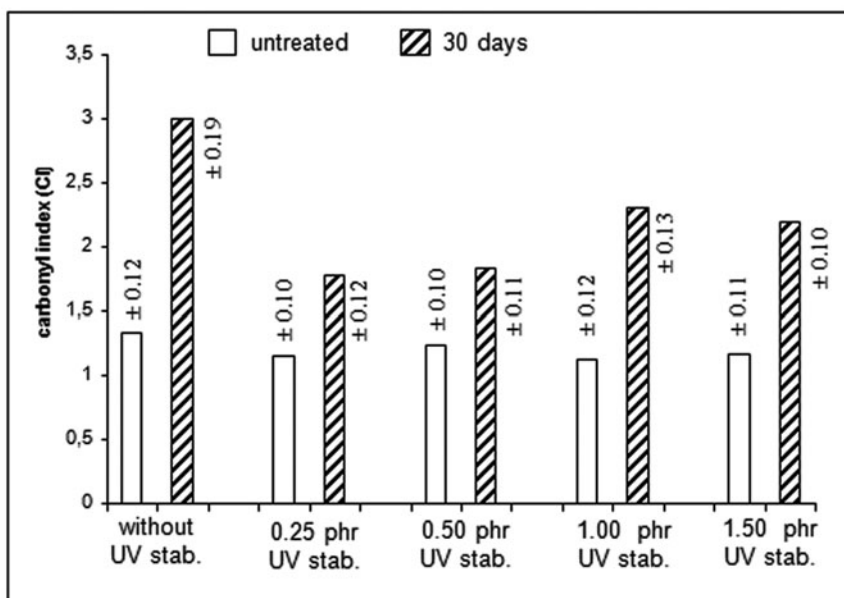 untreated
30 days
carbonyl index (CI)
3,5
3
2,5
2
1,5
1
0,5
0
± 0.12
± 0.19
± 0.10
± 0.12
± 0.10
± 0.11
± 0.12
± 0.13
± 0.11
± 0.10
without
UV stab.
0.25 phr
UV stab.
0.50 phr
UV stab.
1.00 phr
UV stab.
1.50 phr
UV stab.